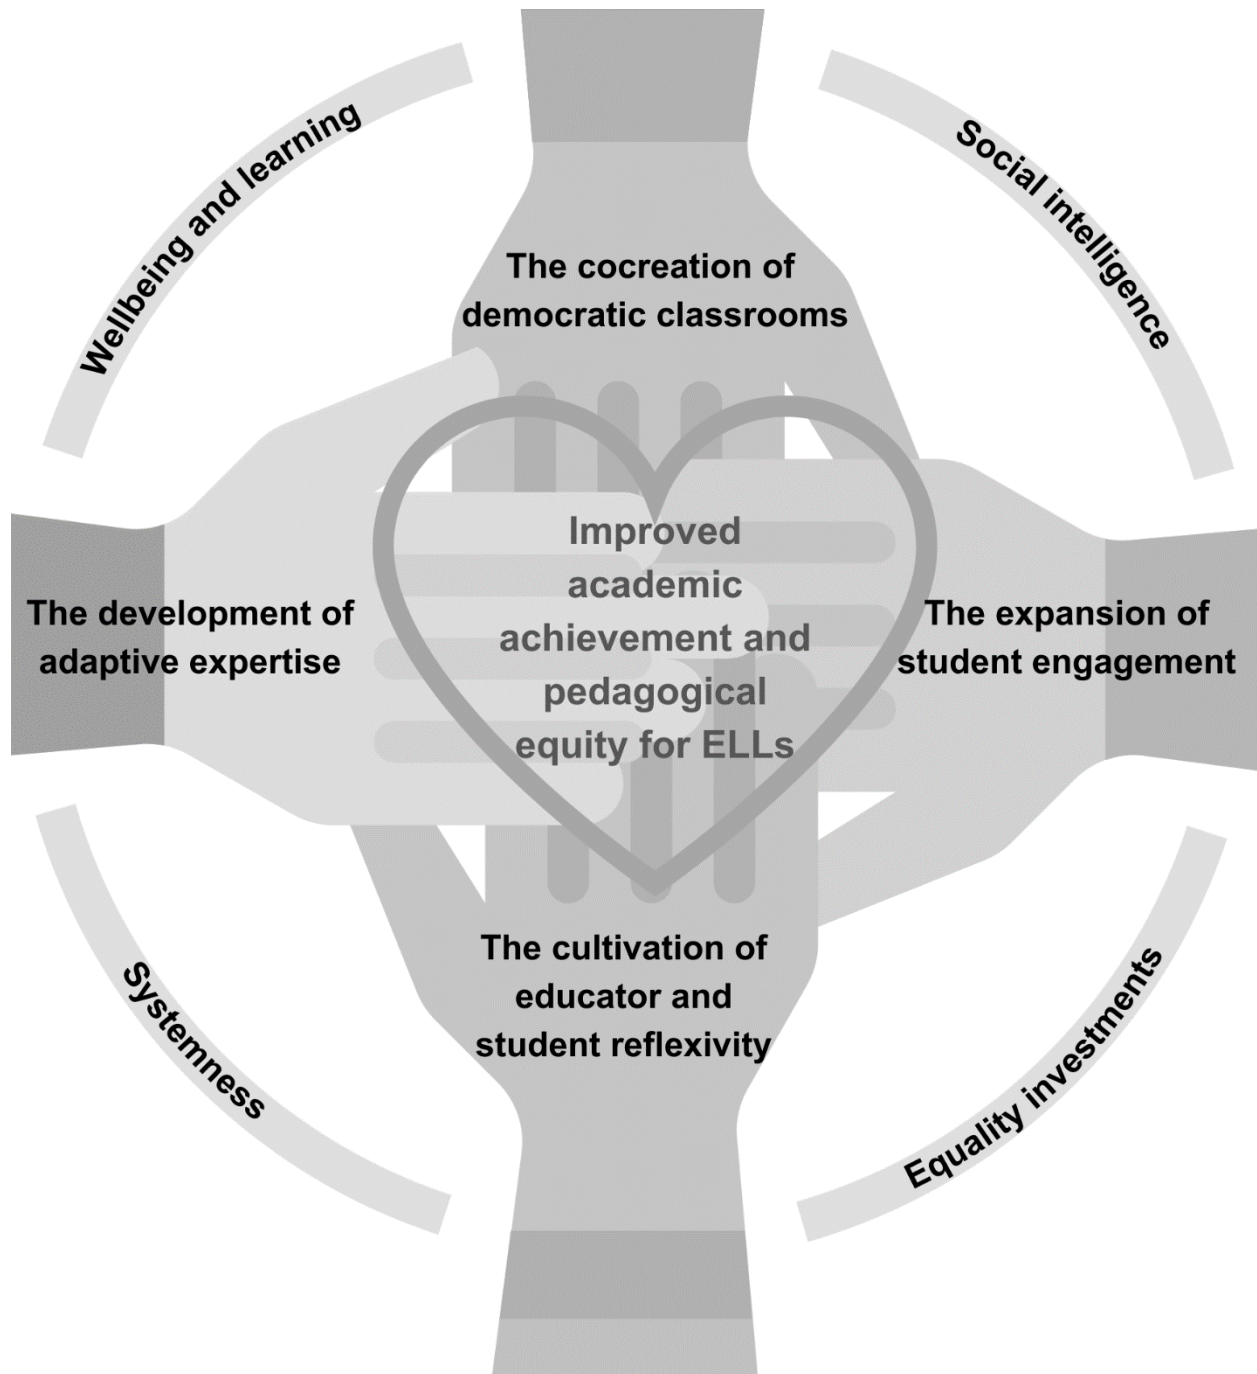 Wellbeing and learning
Social intelligence
The cocreation of
democratic classrooms
Improved
academic
achievement and
pedagogical
equity for ELLs
The development of
adaptive expertise
The expansion of
student engagement
The cultivation of
educator and
student reflexivity
Systemness
Equality investments